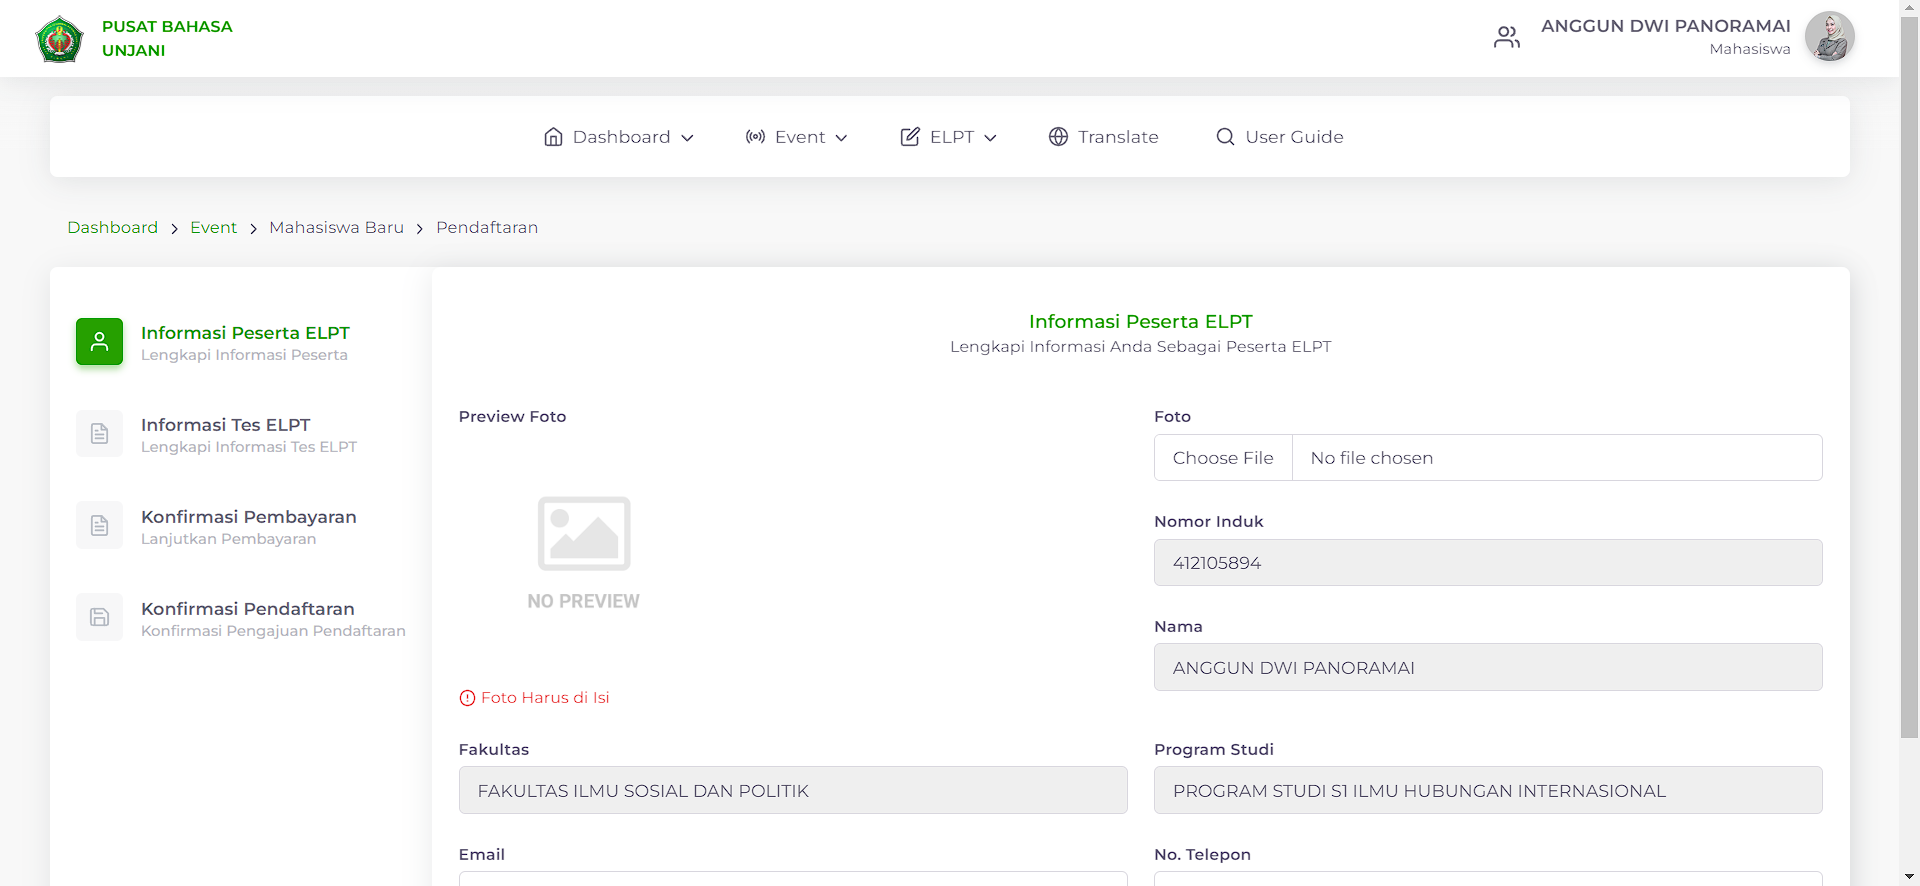 PUSAT BAHASA
UNJANI
ANGGUN DWI PANORAMAI
Mahasiswa
Dashboard
Event
ELPT
Translate
User Guide
Dashboard > Event > Mahasiswa Baru > Pendaftaran
Informasi Peserta ELPT
Lengkapi Informasi Peserta
Informasi Tes ELPT
Lengkapi Informasi Tes ELPT
Konfirmasi Pembayaran
Lanjutkan Pembayaran
Konfirmasi Pendaftaran
Konfirmasi Pengajuan Pendaftaran
Informasi Peserta ELPT
Lengkapi Informasi Anda Sebagai Peserta ELPT
Preview Foto
NO PREVIEW
Foto Harus di Isi
Foto
Choose File No file chosen
Nomor Induk
412105894
Nama
ANGGUN DWI PANORAMAI
Fakultas
FAKULTAS ILMU SOSIAL DAN POLITIK
Program Studi
PROGRAM STUDI S1 ILMU HUBUNGAN INTERNASIONAL
Email
No. Telepon